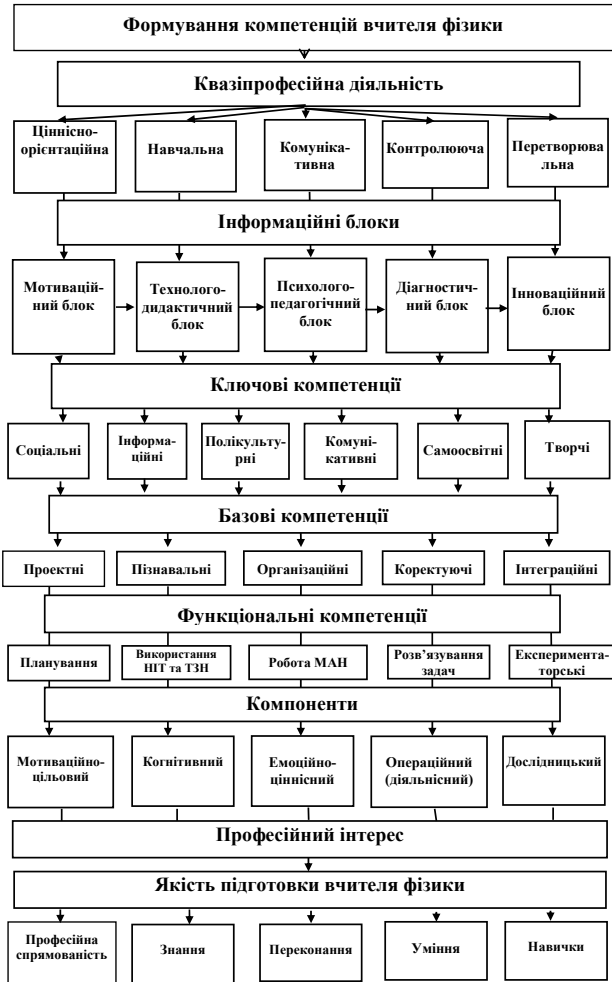 Формування компетенцій вчителя фізики
Квазіпрофесійна діяльність
Ціннісно-
орієнтаційна
Навчальна
Комуніка-
тивна
Контролююча
Перетворюва
льна
Інформаційні блоки
Мотивацій-
ний блок
Технолого-
дидактичний
блок
Психолого-
педагогічний
блок
Діагностич-
ний блок
Інноваційний
блок
Ключові компетенції
Соціальні
Інформа-
ційні
Полікульту-
рні
Комуні-
кативні
Самоосвітні
Творчі
Базові компетенції
Проектні
Пізнавальні
Організаційні
Коректуючі
Інтеграційні
Функціональні компетенції
Планування
Використання
НІТ та ТЗН
Робота МАН
Розв’язування
задач
Експеримента-
торські
Компоненти
Мотиваційно-
цільовий
Когнітивний
Емоційно-
ціннісний
Операційний
(діяльнісний)
Дослідницький
Професійний інтерес
Якість підготовки вчителя фізики
Професійна
спрямованість
Знання
Переконання
Уміння
Навички